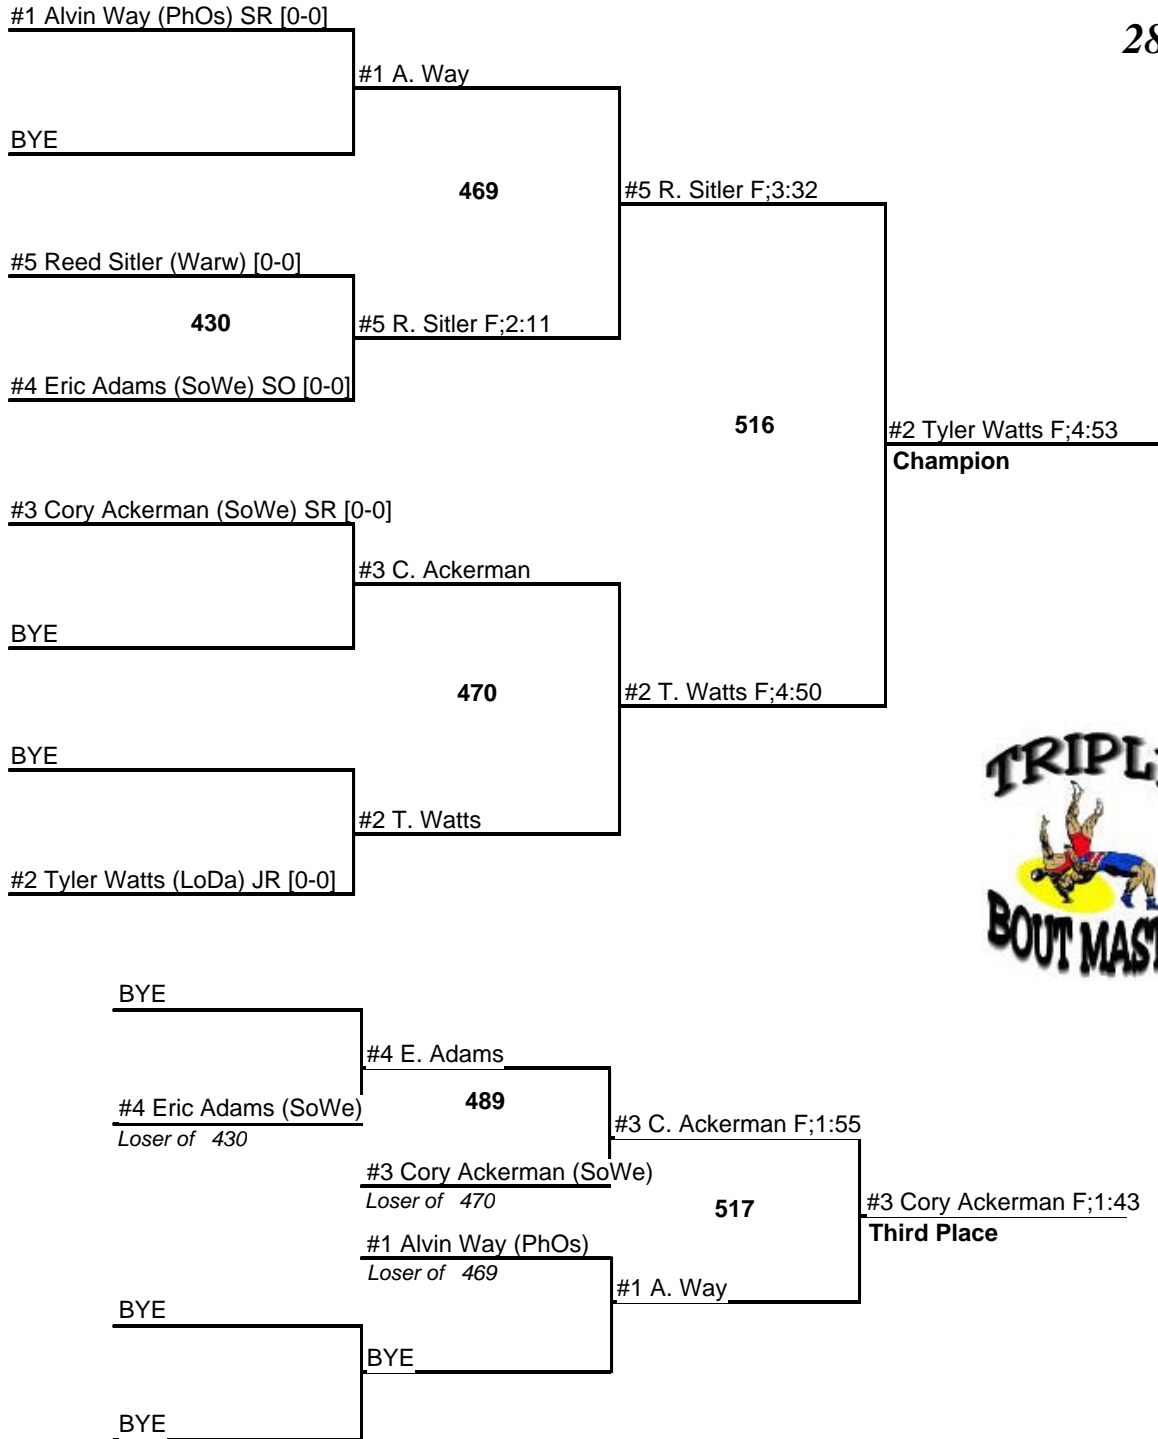 #1 Alvin Way (PhOs) SR [0-0]
28
#1 A. Way
BYE
469
#5 R. Sitler F;3:32
#5 Reed Sitler (Warw) [0-0]
430
#5 R. Sitler F;2:11
#4 Eric Adams (SoWe) SO [0-0]
516
#2 Tyler Watts F;4:53
Champion
#3 Cory Ackerman (SoWe) SR [0-0]
#3 C. Ackerman
BYE
470
#2 T. Watts F;4:50
BYE
#2 T. Watts
#2 Tyler Watts (LoDa) JR [0-0]
TRIPL
BOUT MAST
BYE
#4 E. Adams
#4 Eric Adams (SoWe)
489
Loser of 430
#3 C. Ackerman F;1:55
#3 Cory Ackerman (SoWe)
Loser of 470
517
#3 Cory Ackerman F;1:43
Third Place
#1 Alvin Way (PhOs)
Loser of 469
#1 A. Way
BYE
BYE
BYE